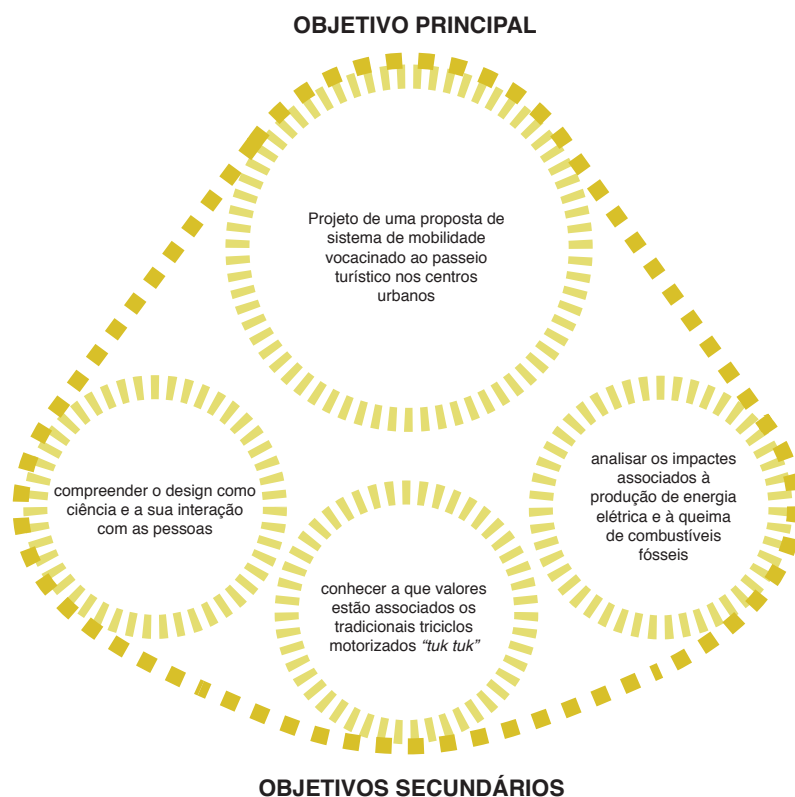 OBJETIVO PRINCIPAL
Projeto de uma proposta de
sistema de mobilidade
vocacinado ao passeio
turístico nos centros
urbanos
compreender o design como
ciência e a sua interação
com as pessoas
conhecer a que valores
estão associados os
tradicionais triciclos
motorizados “tuk tuk”
analisar os impactes
associados à
produção de energia
elétrica e à queima
de combustíveis
fósseis
OBJETIVOS SECUNDÁRIOS